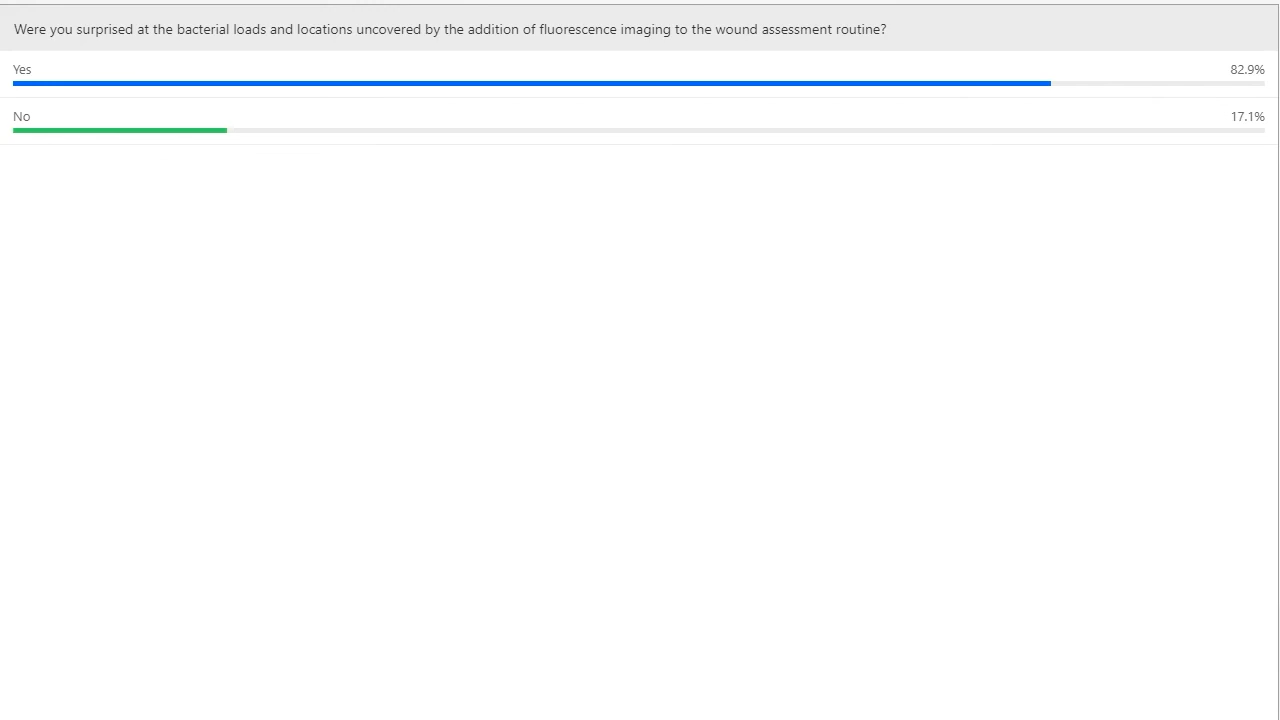 Were you surprised at the bacterial loads and locations uncovered by the addition of fluorescence imaging to the wound assessment routine?
Yes 82.9%
No 17.1%